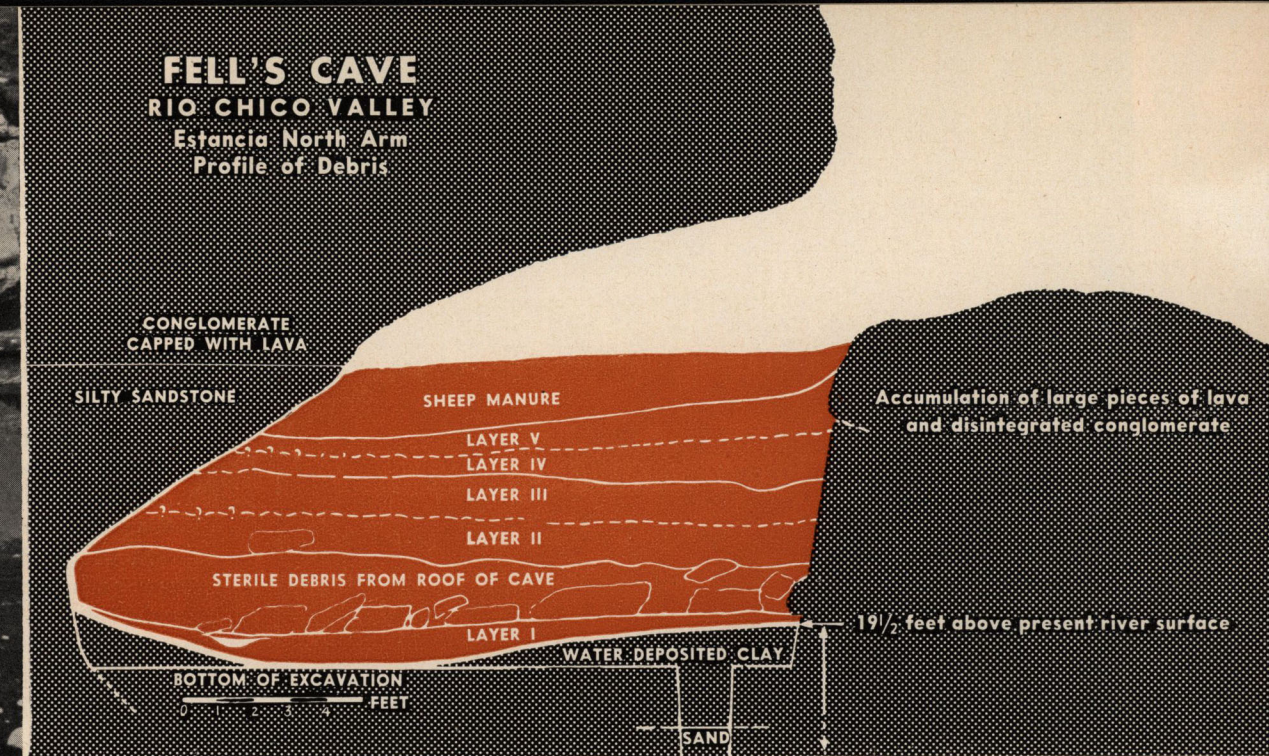 FELL'S CAVE
RIO CHICO VALLEY
Estancia North Arm
Profile of Debris
CONGLOMERATE
CAPPED WITH LAVA
SILTY SANDSTONE
SHEEP MANURE
LAYER V
LAYER IV
LAYER III
LAYER II
STERILE DEBRIS FROM ROOF OF CAVE
LAYER I
Accumulation of large pieces of lava
and disintegrated conglomerate
19½ feet above present river surface
WATER DEPOSITED CLAY
BOTTOM OF EXCAVATION
FEET
0 1 2 3 4
SAND
? ? ?
? ? ?